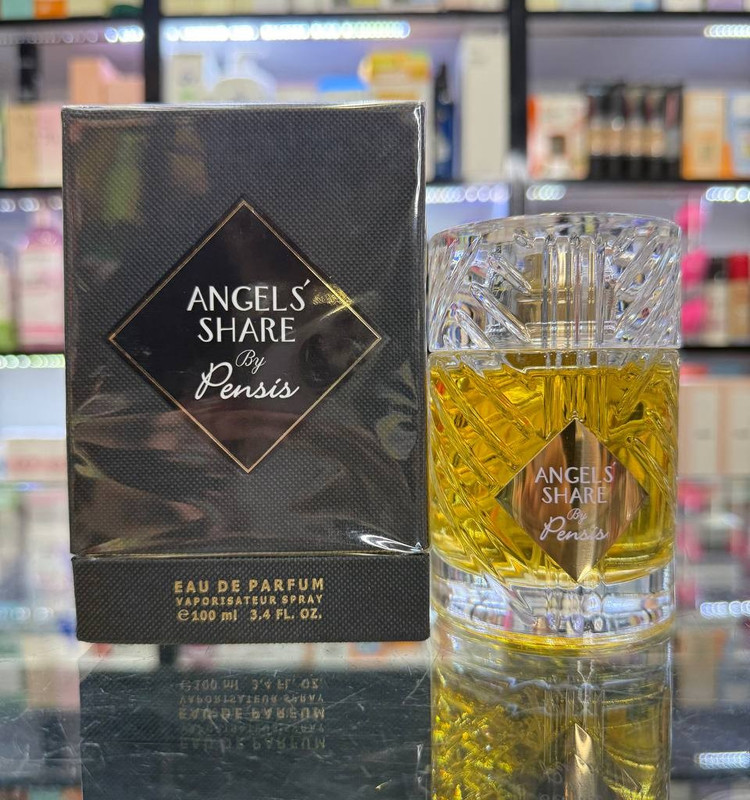 ANGELS'
SHARE
By
Pensis
EAU DE PARFUM
VAPORISATEUR SPRAY
℮100 ml 3.4 FL. OZ.
ANGELS'
SHARE
By
Pensis